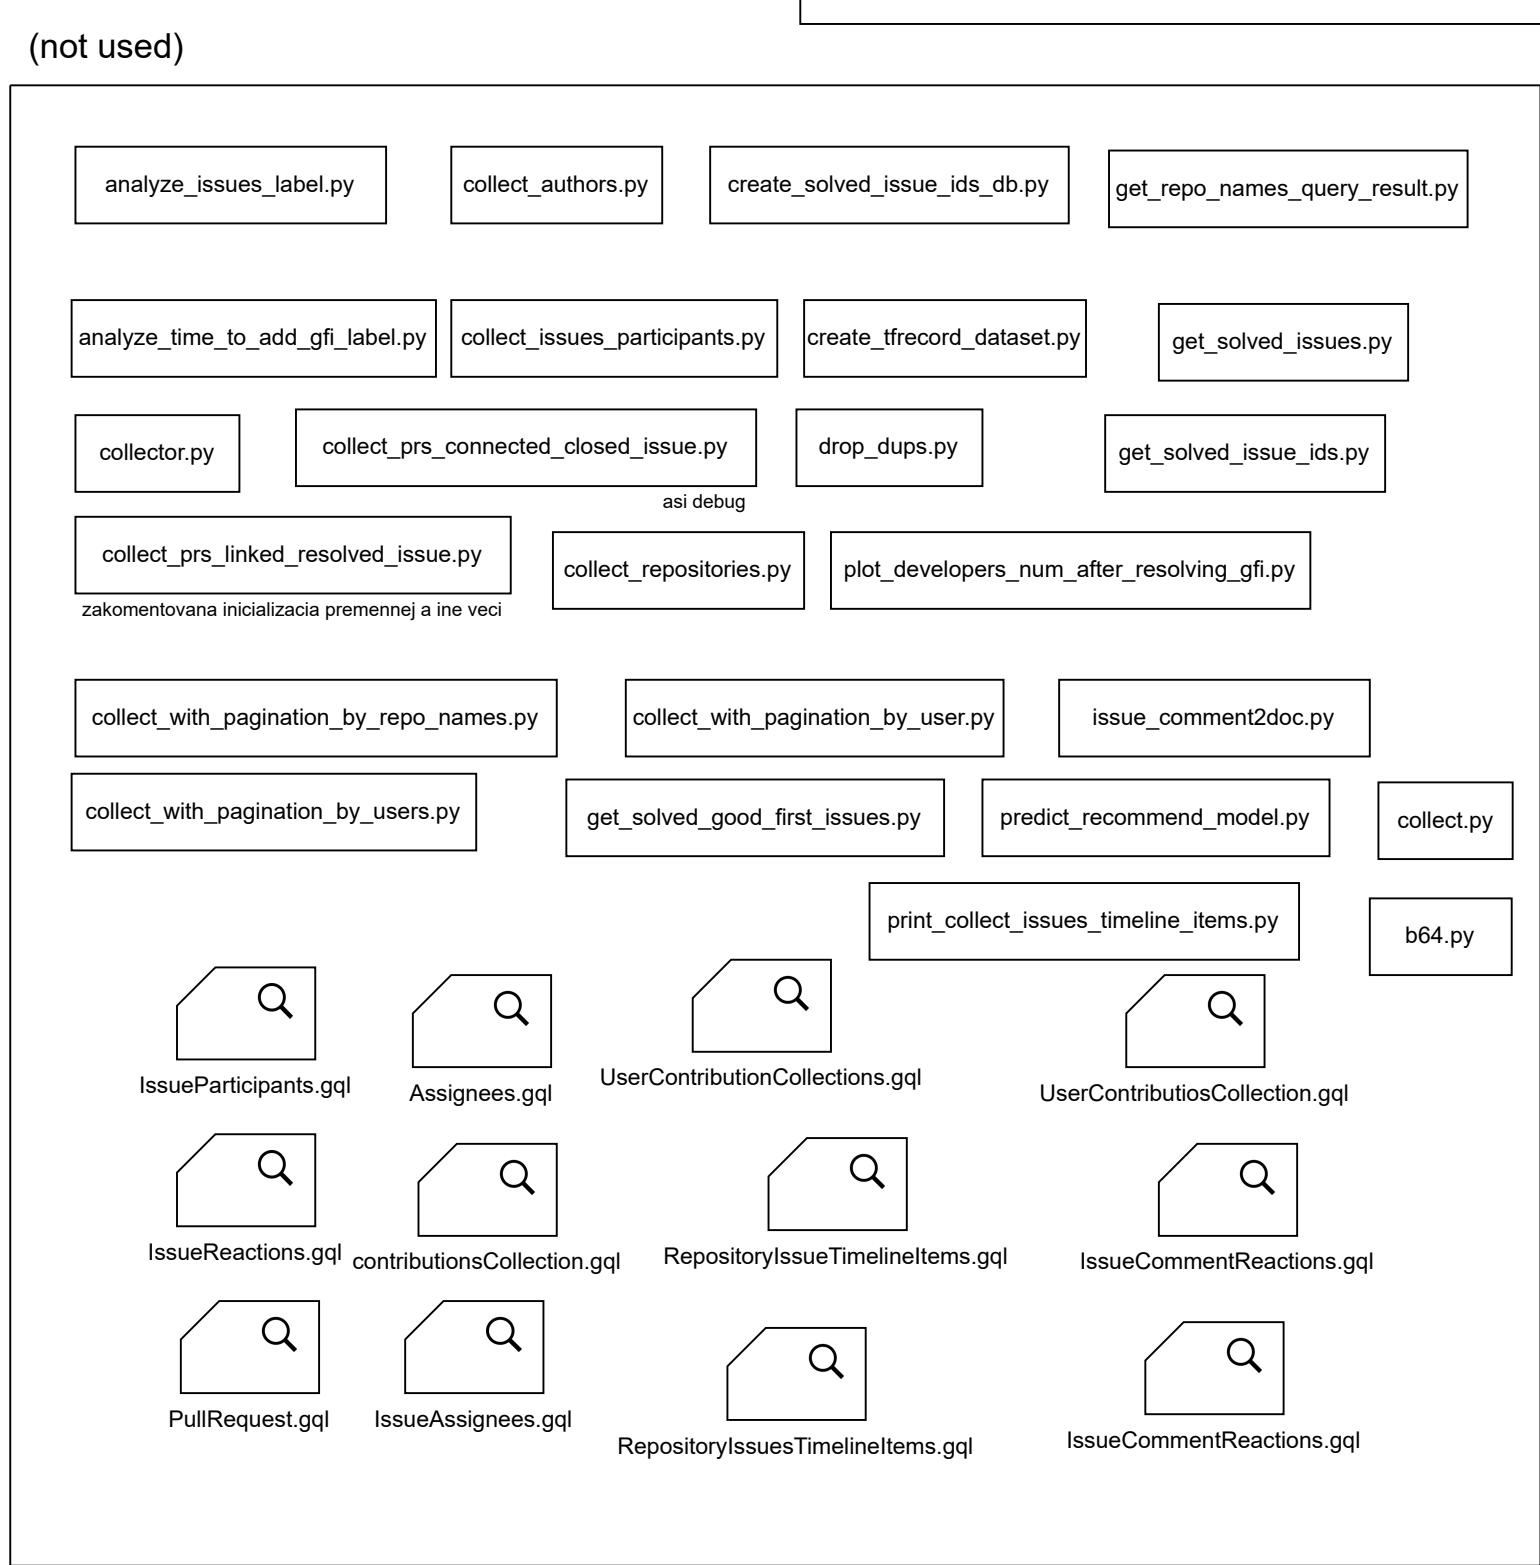 (not used)
analyze_issues_label.py
collect_authors.py
create_solved_issue_ids_db.py
get_repo_names_query_result.py
analyze_time_to_add_gfi_label.py
collect_issues_participants.py
create_tfrecord_dataset.py
get_solved_issues.py
collector.py
collect_prs_connected_closed_issue.py
drop_dups.py
get_solved_issue_ids.py
asi debug
collect_prs_linked_resolved_issue.py
collect_repositories.py
plot_developers_num_after_resolving_gfi.py
zakomentovana inicializacia premennej a ine veci
collect_with_pagination_by_repo_names.py
collect_with_pagination_by_user.py
issue_comment2doc.py
collect_with_pagination_by_users.py
get_solved_good_first_issues.py
predict_recommend_model.py
collect.py
print_collect_issues_timeline_items.py
b64.py
IssueParticipants.gql
Assignees.gql
UserContributionCollections.gql
UserContributiosCollection.gql
IssueReactions.gql
contributionsCollection.gql
RepositoryIssueTimelineItems.gql
IssueCommentReactions.gql
PullRequest.gql
IssueAssignees.gql
RepositoryIssuesTimelineItems.gql
IssueCommentReactions.gql